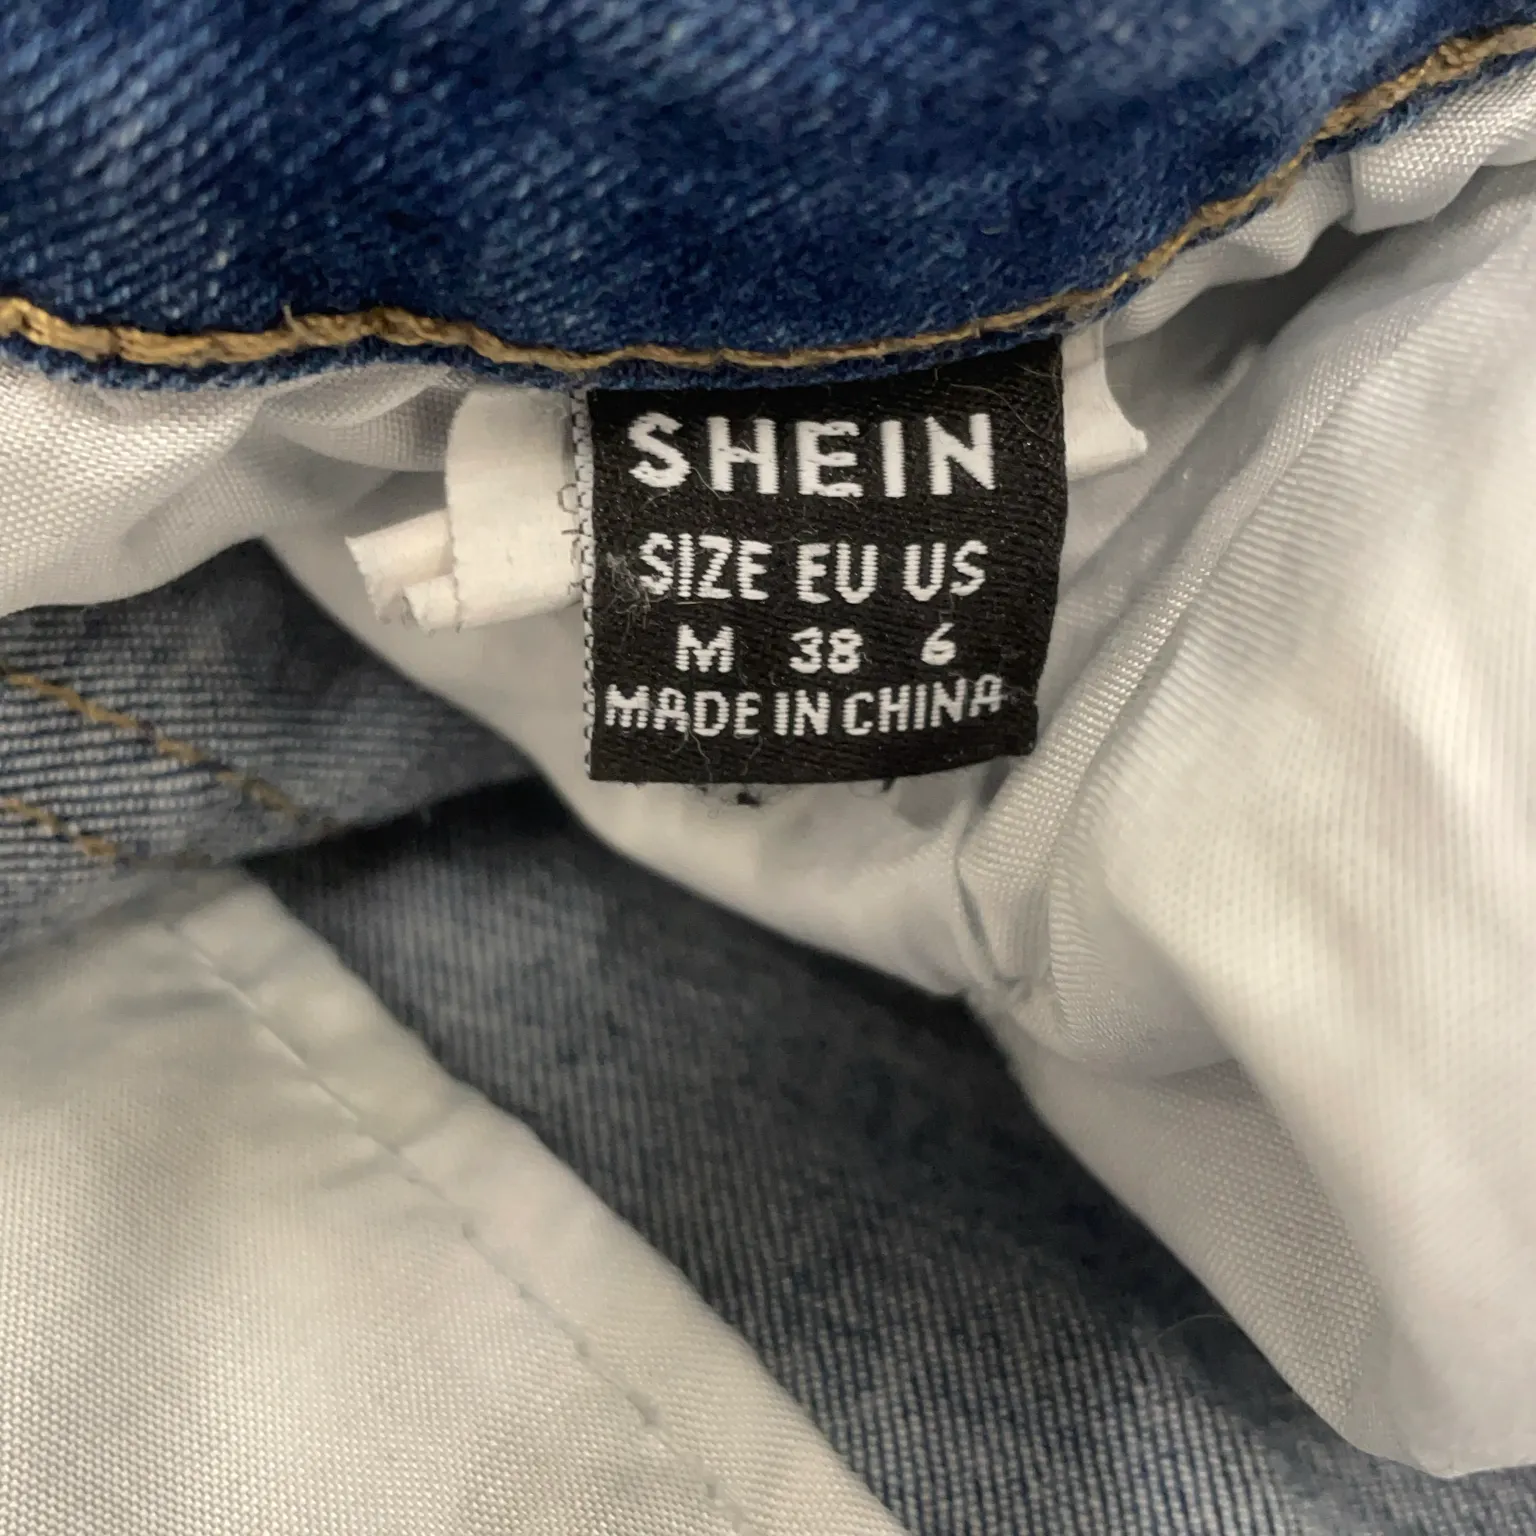 SHEIN
SIZE EU US
M 38 6
MADE IN CHINA